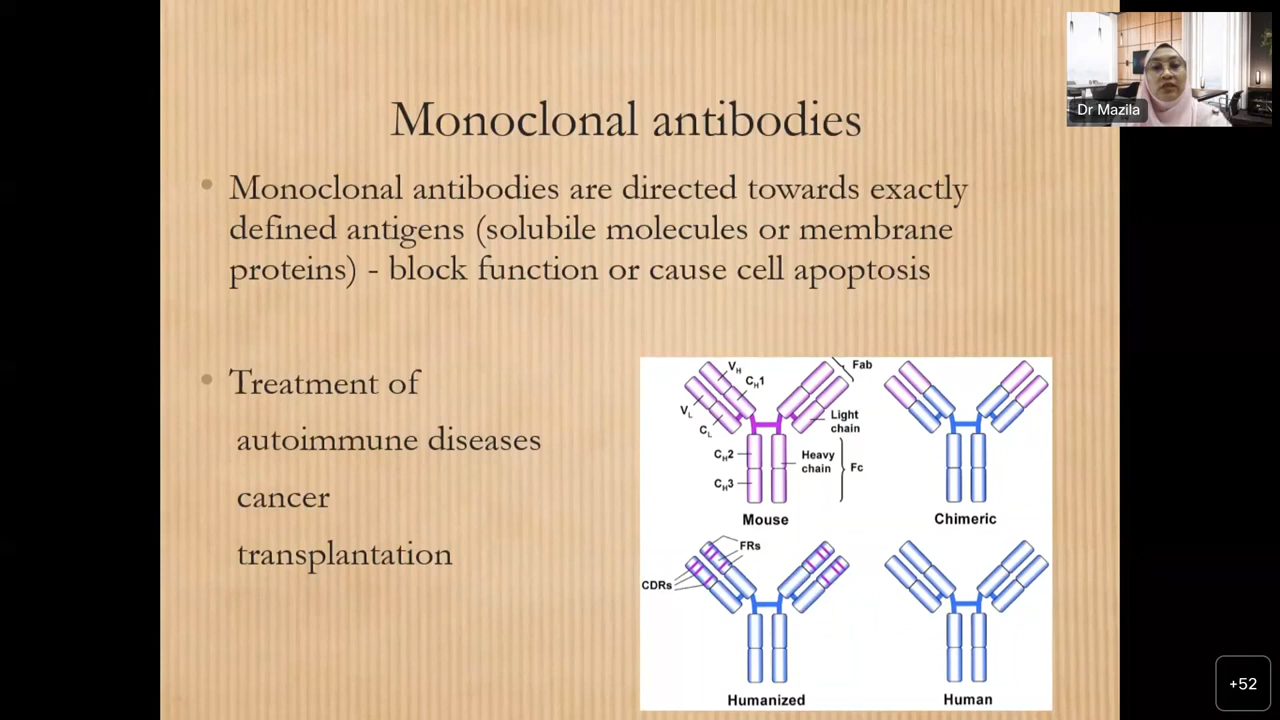 Monoclonal antibodies
Dr Mazila
• Monoclonal antibodies are directed towards exactly
defined antigens (solubile molecules or membrane
proteins) - block function or cause cell apoptosis
• Treatment of
autoimmune diseases
cancer
transplantation
VH
CH1
Fab
VL
CL
Light
chain
CH2
Heavy
chain
Fc
CH3
Mouse
Chimeric
FRs
CDRs
Humanized
Human
+52